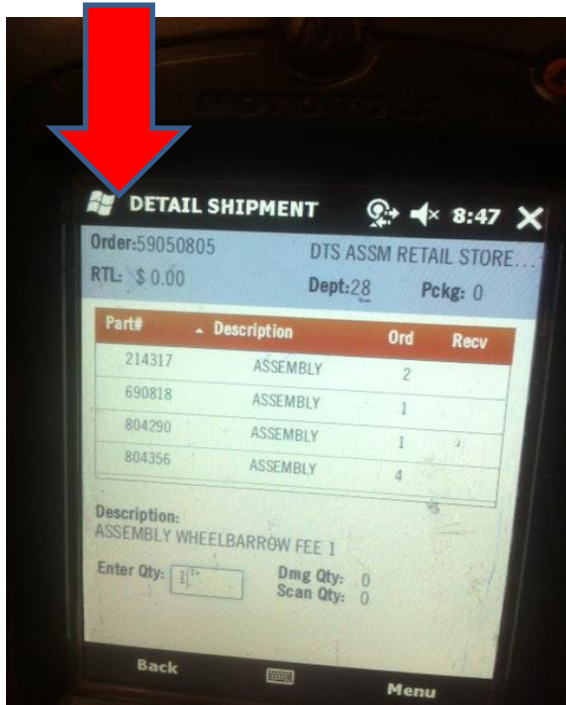 MOTOROLA
DETAIL SHIPMENT 8:47
Order:59050805 DTS ASSM RETAIL STORE...
RTL: $ 0.00 Dept:28 Pckg: 0
Part# Description Ord Recv
214317 ASSEMBLY 2
690818 ASSEMBLY 1
804290 ASSEMBLY 1
804356 ASSEMBLY 4
Description:
ASSEMBLY WHEELBARROW FEE 1
Enter Qty: 1 Dmg Qty: 0
Scan Qty: 0
Back Menu